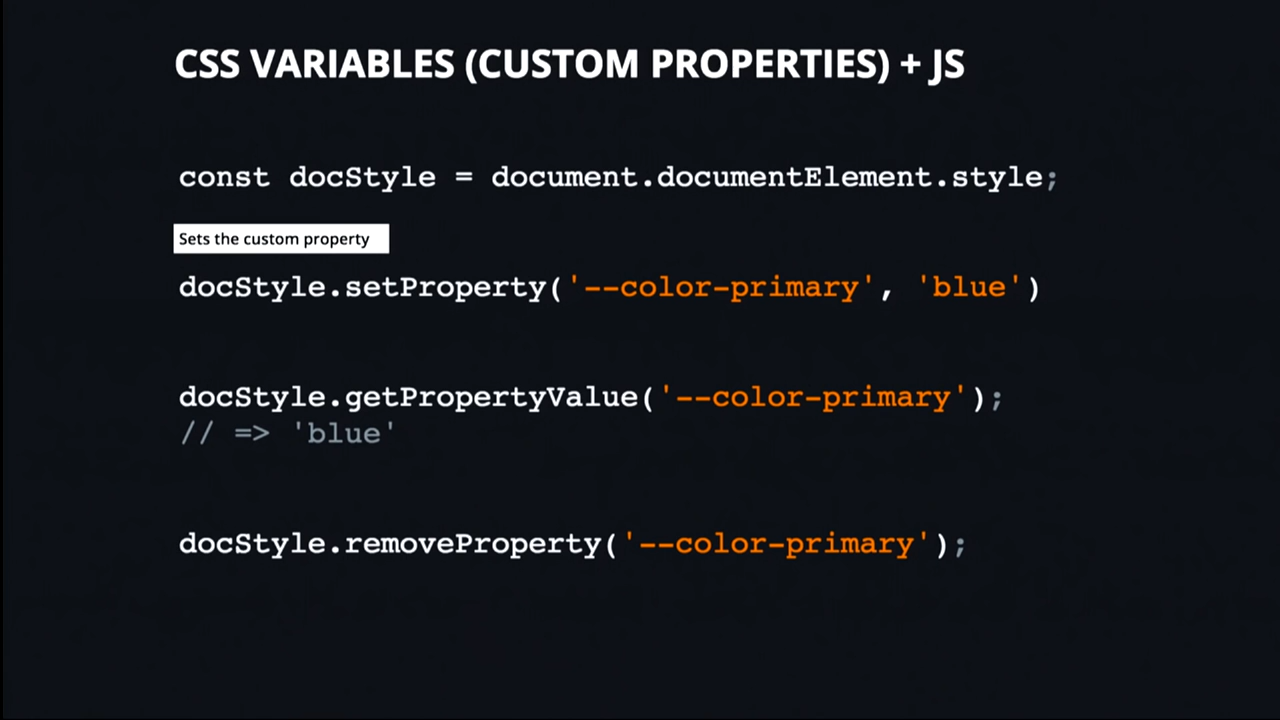 CSS VARIABLES (CUSTOM PROPERTIES) + JS
const docStyle = document.documentElement.style;
Sets the custom property
docStyle.setProperty('--color-primary', 'blue')
docStyle.getPropertyValue('--color-primary');
// => 'blue'
docStyle.removeProperty('--color-primary');